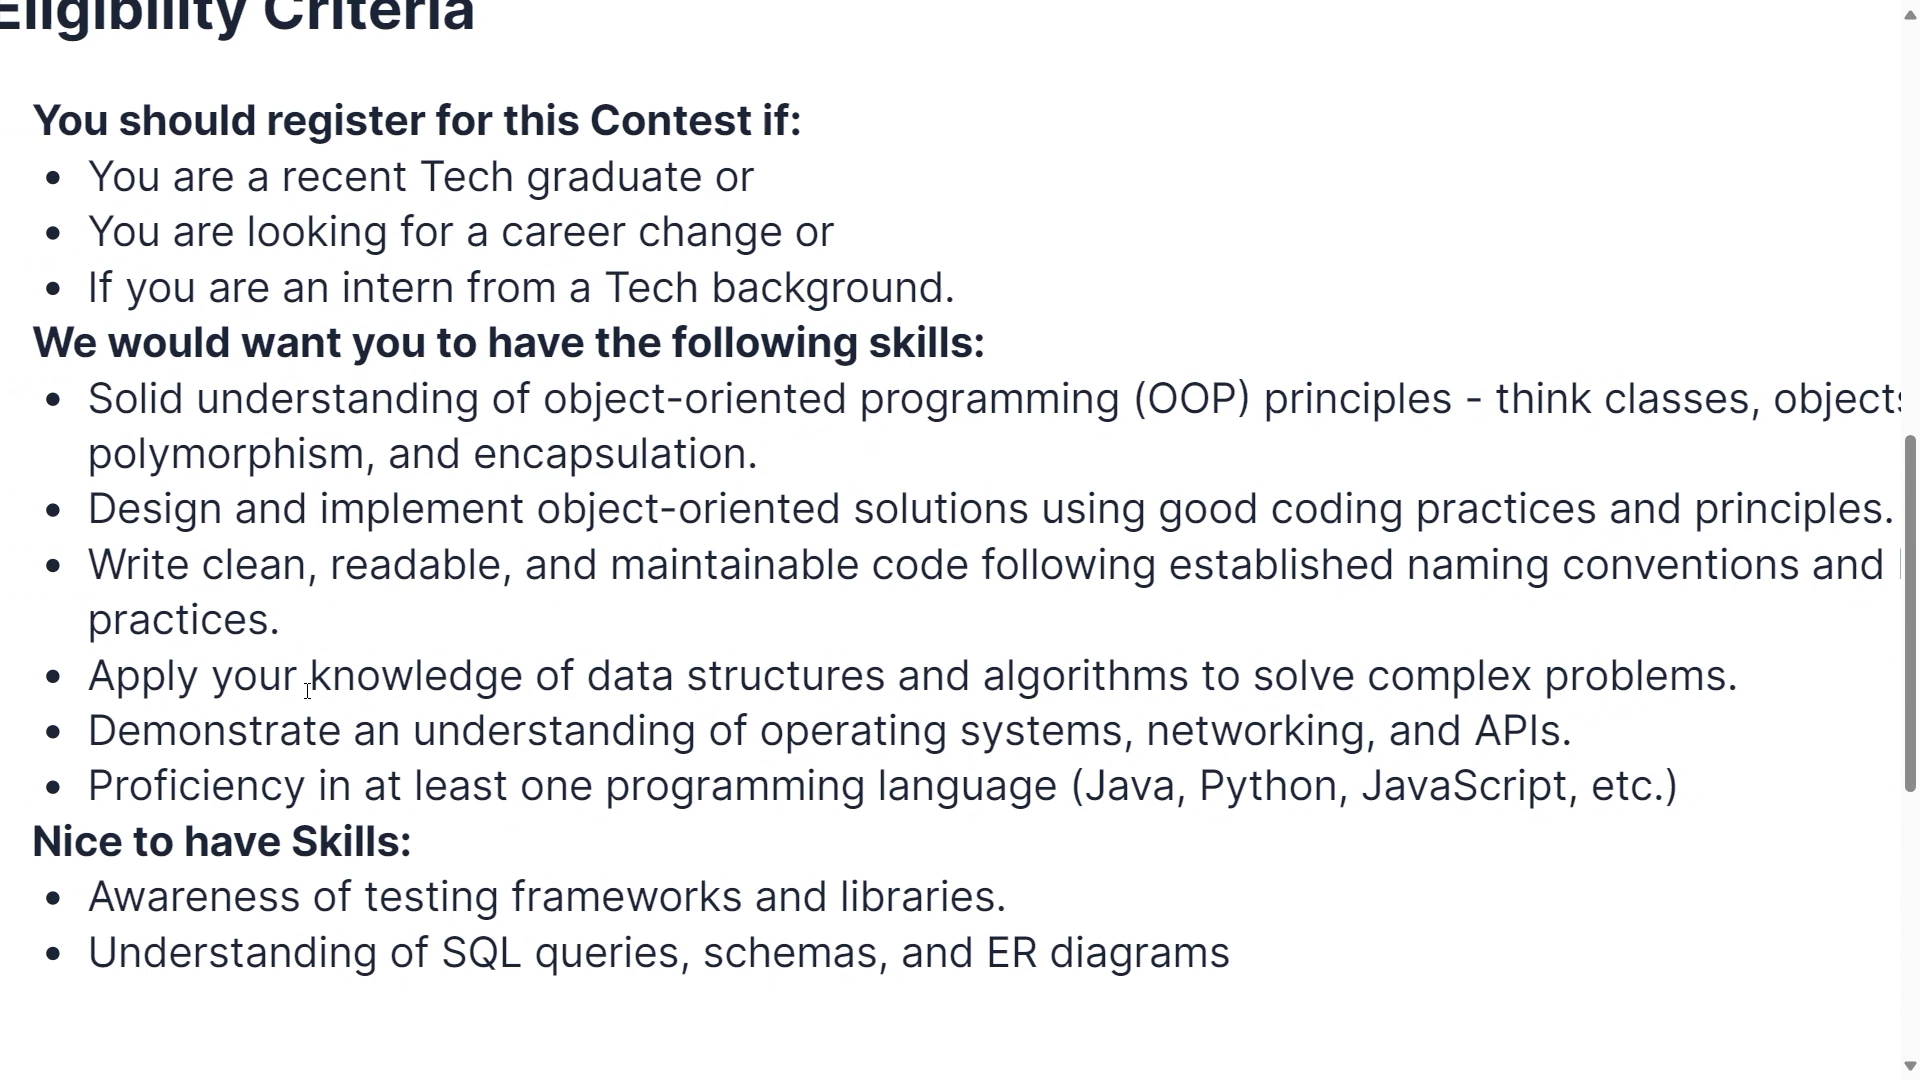 Eligibility Criteria
You should register for this Contest if:
• You are a recent Tech graduate or
• You are looking for a career change or
• If you are an intern from a Tech background.
We would want you to have the following skills:
• Solid understanding of object-oriented programming (OOP) principles - think classes, objects
polymorphism, and encapsulation.
• Design and implement object-oriented solutions using good coding practices and principles.
• Write clean, readable, and maintainable code following established naming conventions and
practices.
• Apply your knowledge of data structures and algorithms to solve complex problems.
• Demonstrate an understanding of operating systems, networking, and APIs.
• Proficiency in at least one programming language (Java, Python, JavaScript, etc.)
Nice to have Skills:
• Awareness of testing frameworks and libraries.
• Understanding of SQL queries, schemas, and ER diagrams